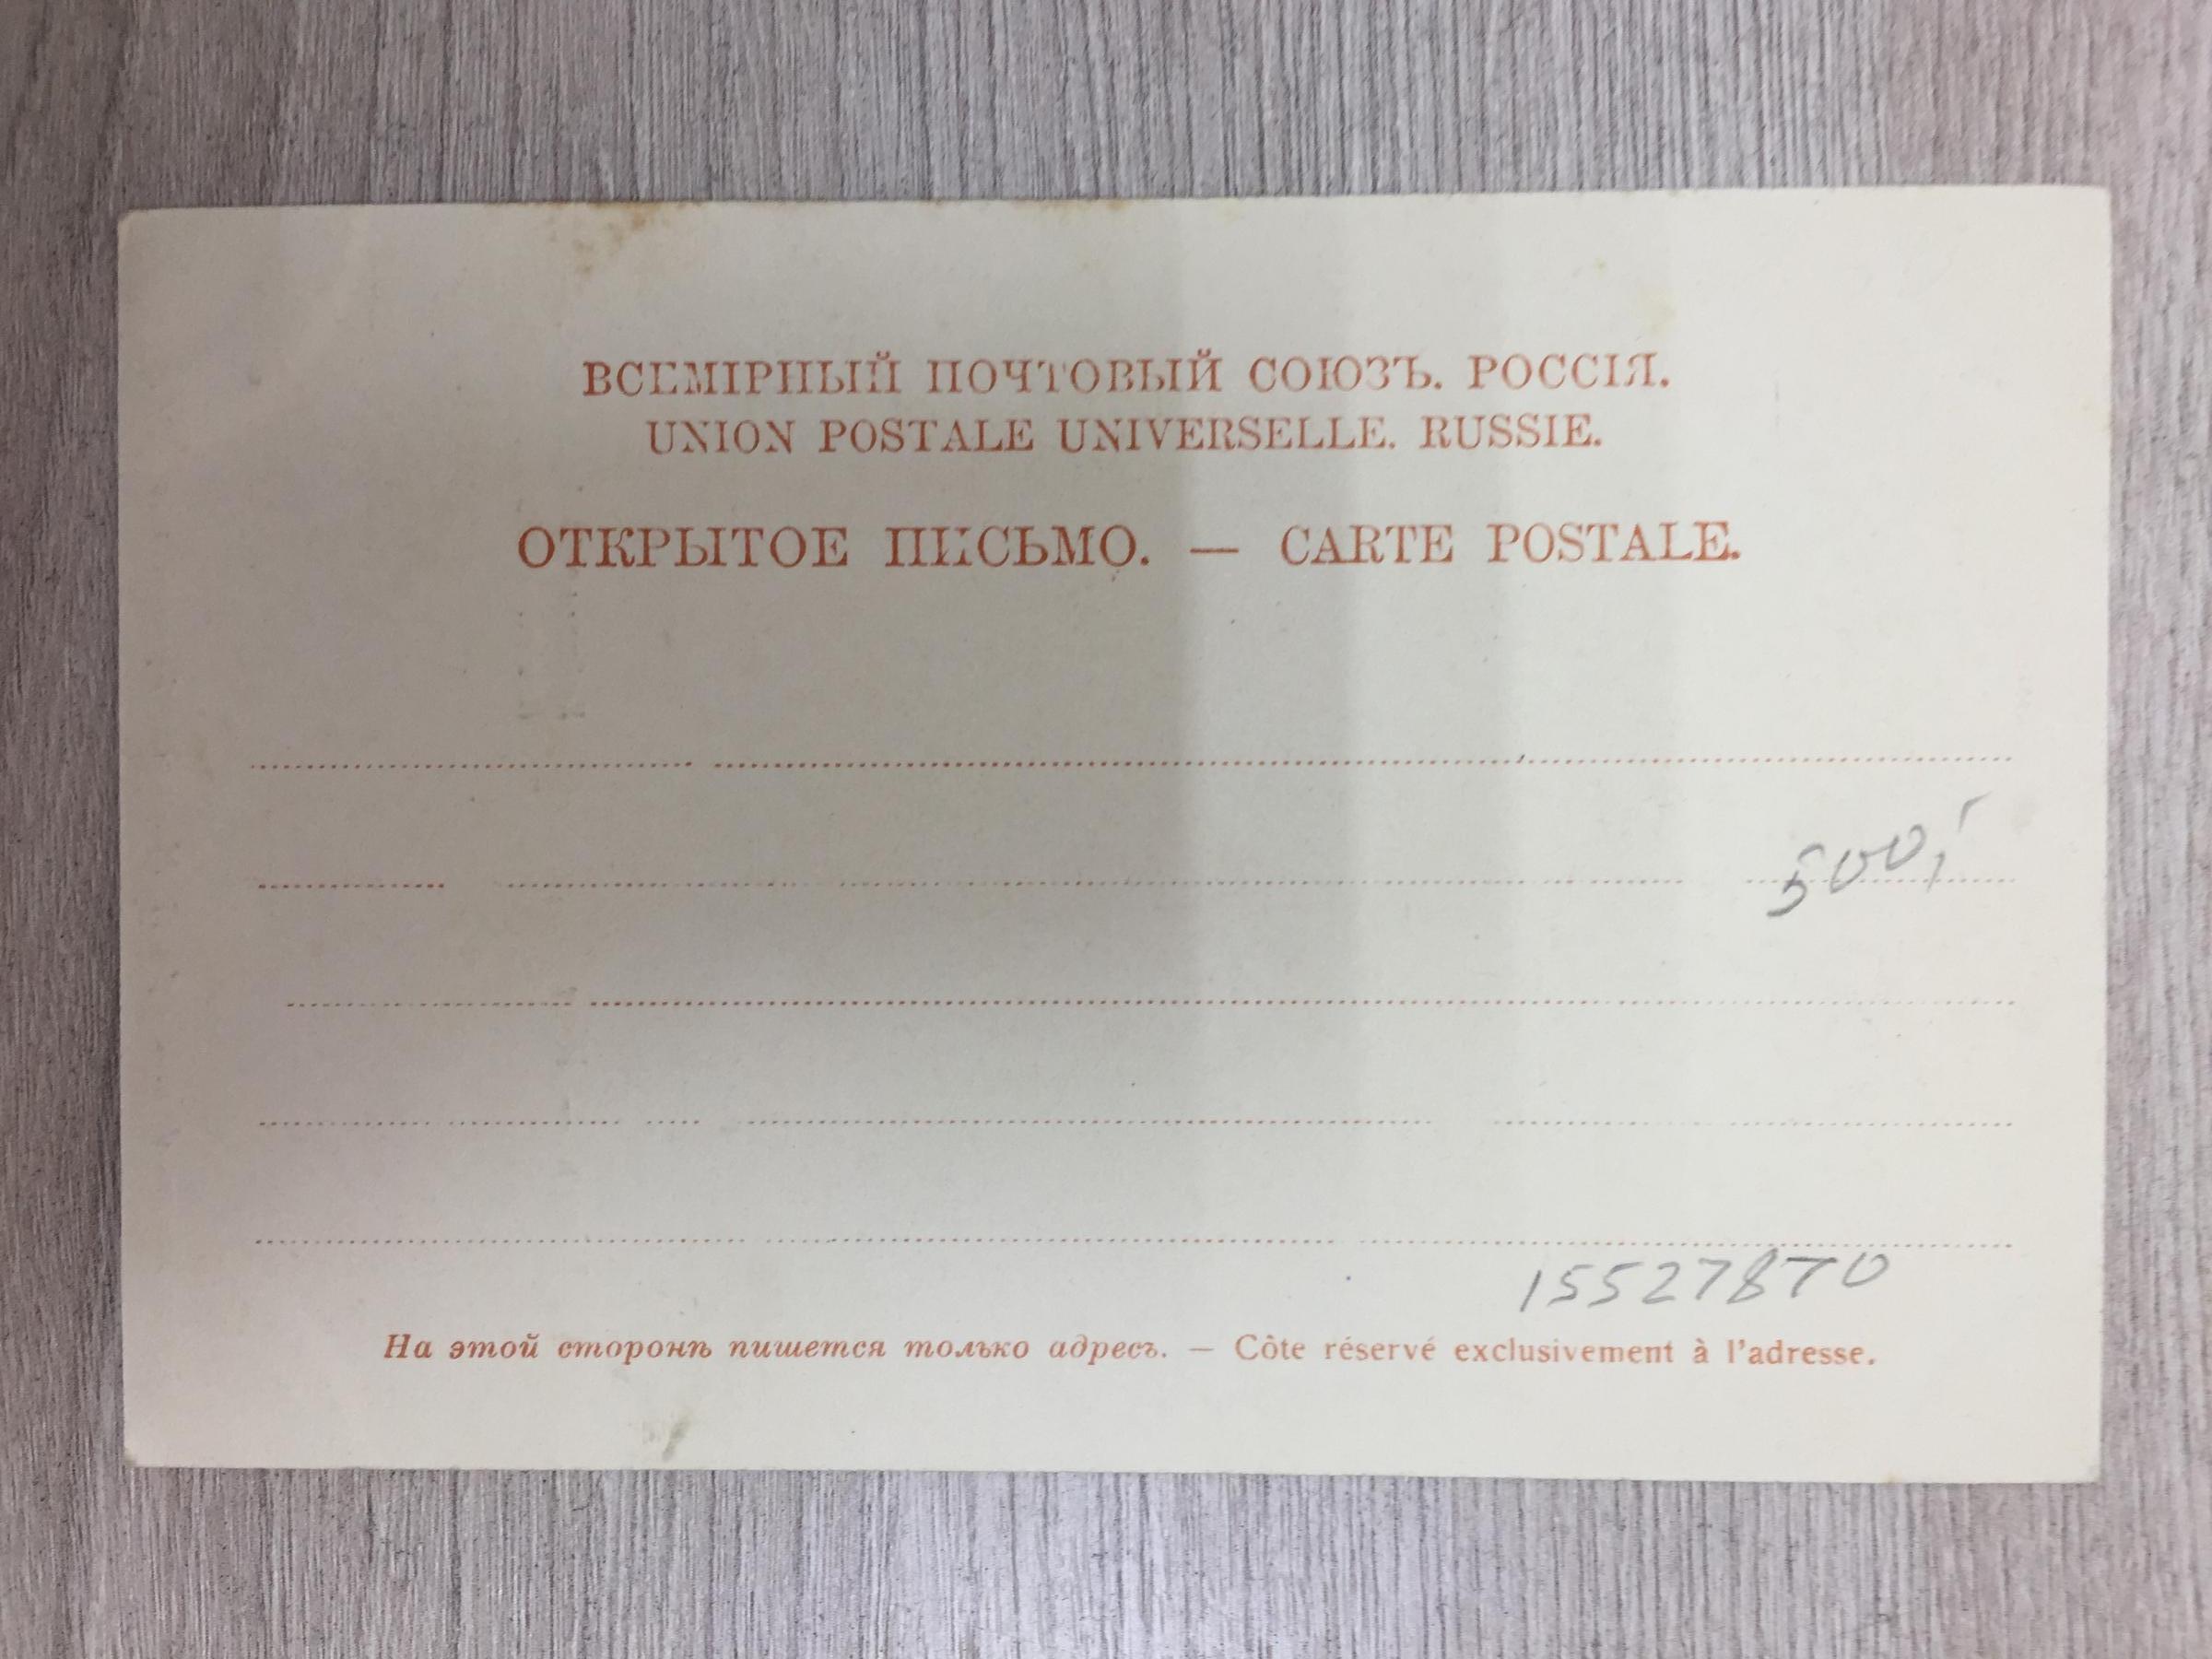 ВСЕМІРНЫЙ ПОЧТОВЫЙ СОЮЗЪ. РОССІЯ.
UNION POSTALE UNIVERSELLE. RUSSIE.
ОТКРЫТОЕ ПИСЬМО. — CARTE POSTALE.
15527870
На этой сторонѣ пишется только адресъ. — Côte réservé exclusivement à l'adresse.